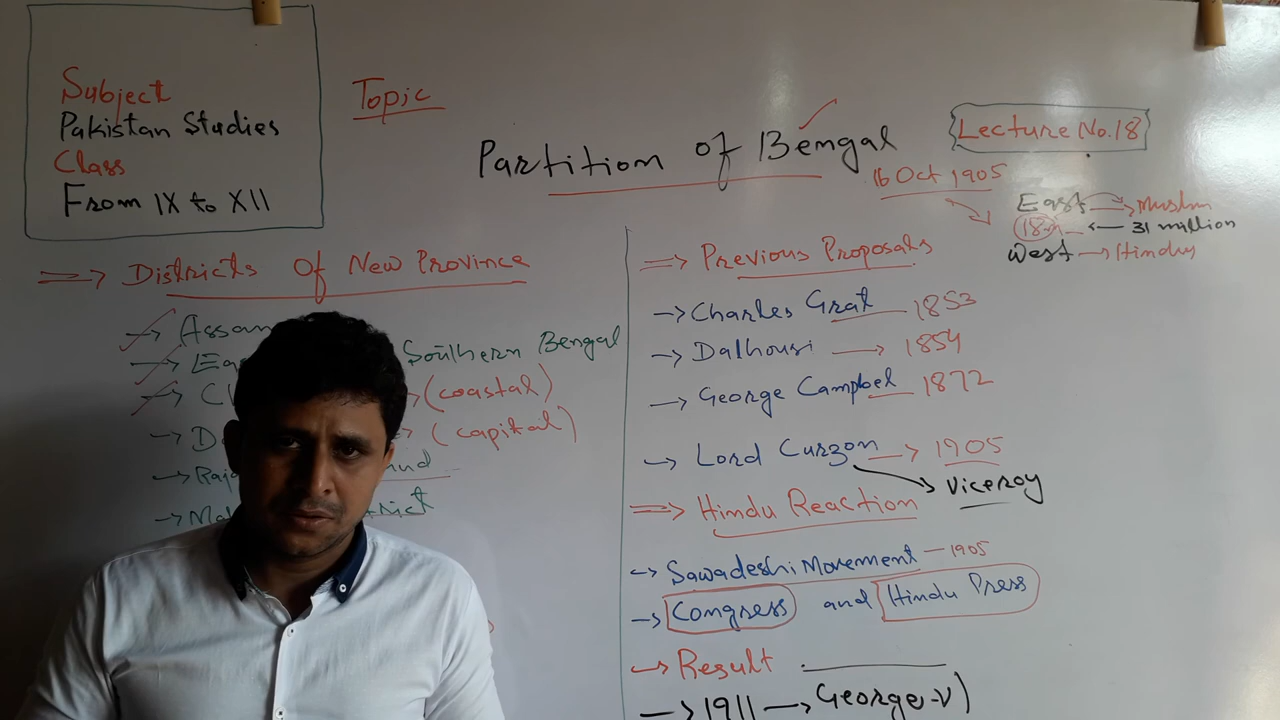 Subject
Pakistan Studies
Class
From IX to XII
Topic
Partition of Bengal
Lecture No.18
16 Oct 1905
East → Muslim
18m ← 31 million
West → Hindus
⇒ Districts Of New Province
→ Assam
→ Southern Bengal
→ (coastal)
→ (capital)
→
→
⇒ Previous Proposals
→ Charles Grat — 1853
→ Dalhousi → 1854
→ George Campbel — 1872
→ Lord Curzon → 1905
→ Viceroy
⇒ Hindu Reaction
→ Sawadeshi Movement — 1905
→ Congress and Hindu Press
→ Result
→ 1911 → George-V)